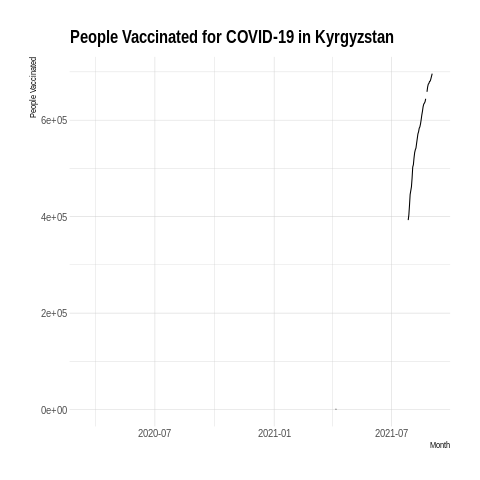 People Vaccinated for COVID-19 in Kyrgyzstan
People Vaccinated
6e+05
4e+05
2e+05
0e+00
2020-07
2021-01
2021-07
Month